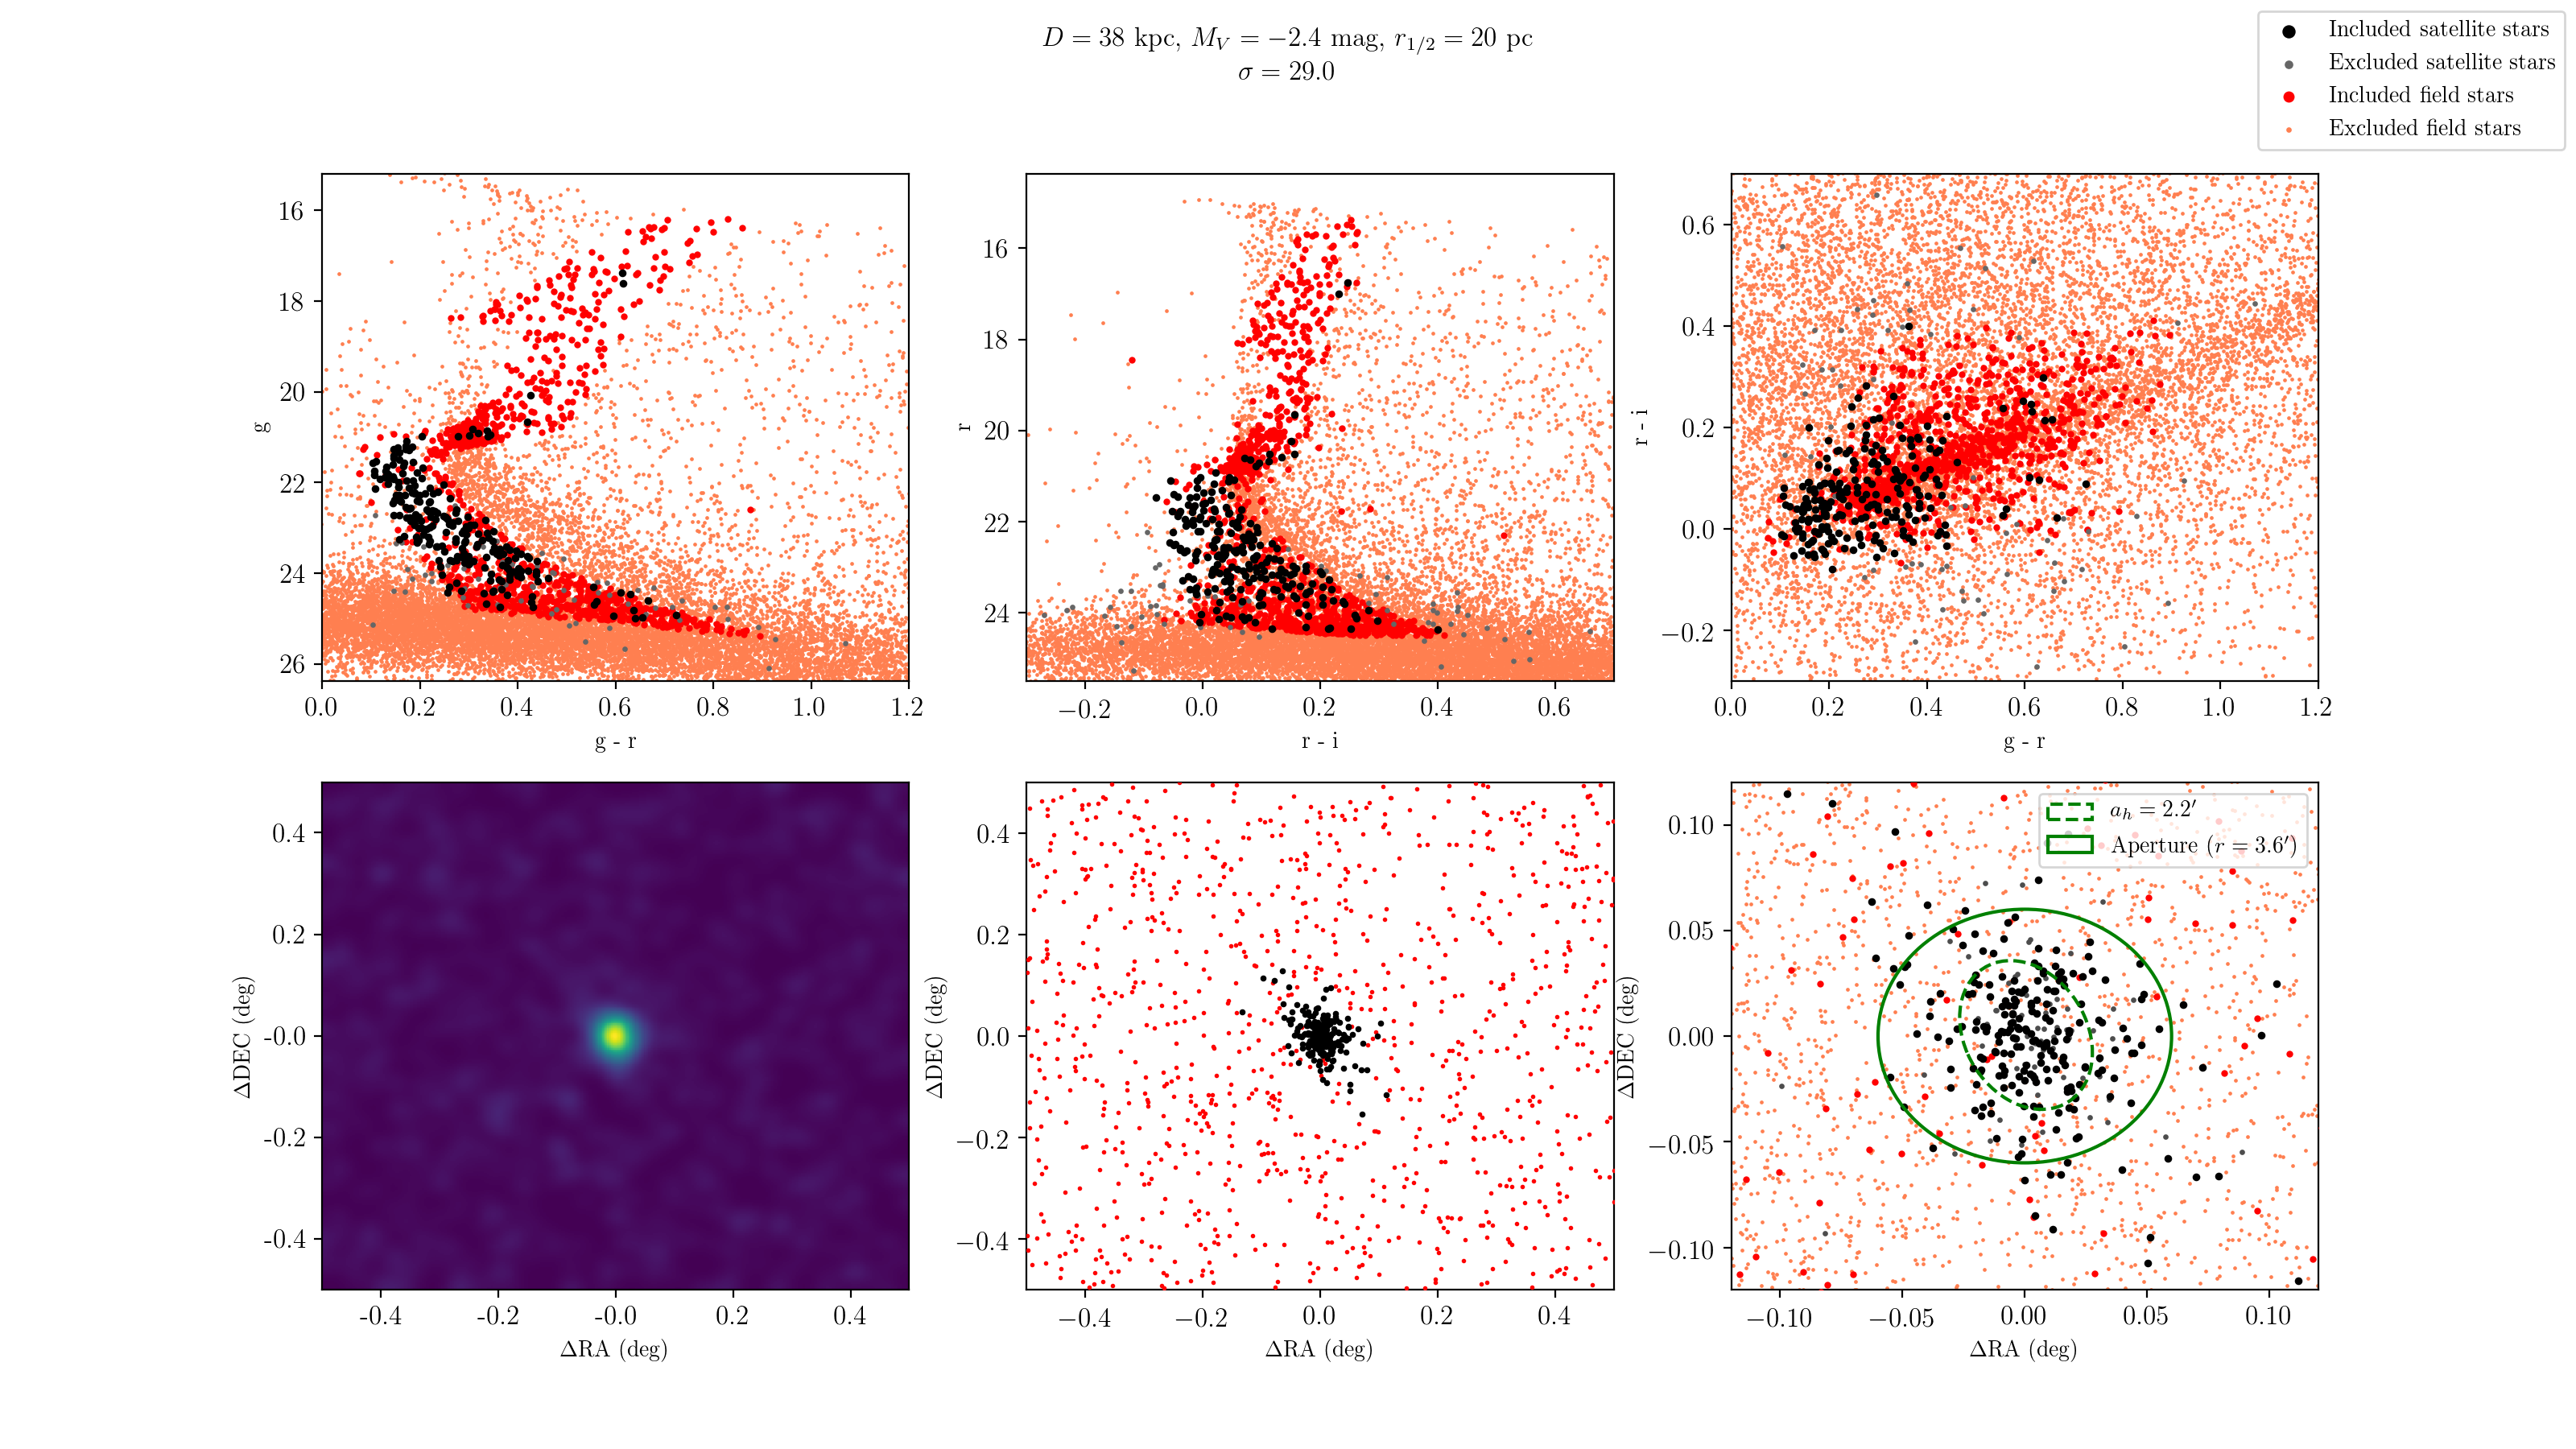 D = 38 kpc, M_V = −2.4 mag, r_{1/2} = 20 pc
σ = 29.0
Included satellite stars
Excluded satellite stars
Included field stars
Excluded field stars
16
18
20
22
24
26
g
0.0 0.2 0.4 0.6 0.8 1.0 1.2
g - r
16
18
20
22
24
r
−0.2 0.0 0.2 0.4 0.6
r - i
0.6
0.4
0.2
0.0
−0.2
r - i
0.0 0.2 0.4 0.6 0.8 1.0 1.2
g - r
0.4
0.2
-0.0
-0.2
-0.4
ΔDEC (deg)
-0.4 -0.2 -0.0 0.2 0.4
ΔRA (deg)
0.4
0.2
0.0
−0.2
−0.4
ΔDEC (deg)
−0.4 −0.2 0.0 0.2 0.4
ΔRA (deg)
a_h = 2.2′
Aperture (r = 3.6′)
0.10
0.05
0.00
−0.05
−0.10
ΔDEC (deg)
−0.10 −0.05 0.00 0.05 0.10
ΔRA (deg)